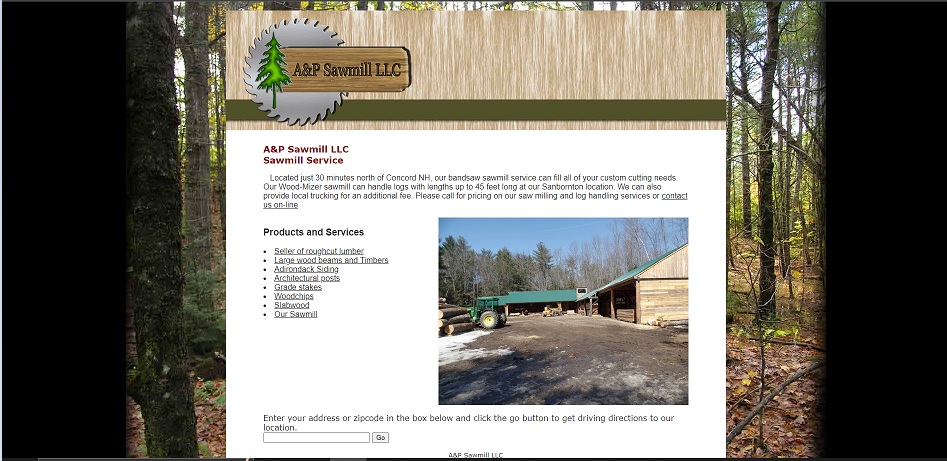 A&P Sawmill LLC
A&P Sawmill LLC
Sawmill Service
Located just 30 minutes north of Concord NH, our bandsaw sawmill service can fill all of your custom cutting needs.
Our Wood-Mizer sawmill can handle logs with lengths up to 45 feet long at our Sanbornton location. We can also
provide local trucking for an additional fee. Please call for pricing on our saw milling and log handling services or contact
us on-line
Products and Services
Seller of roughcut lumber
Large wood beams and Timbers
Adirondack Siding
Architectural posts
Grade stakes
Woodchips
Slabwood
Our Sawmill
Enter your address or zipcode in the box below and click the go button to get driving directions to our
location.
Go
A&P Sawmill LLC